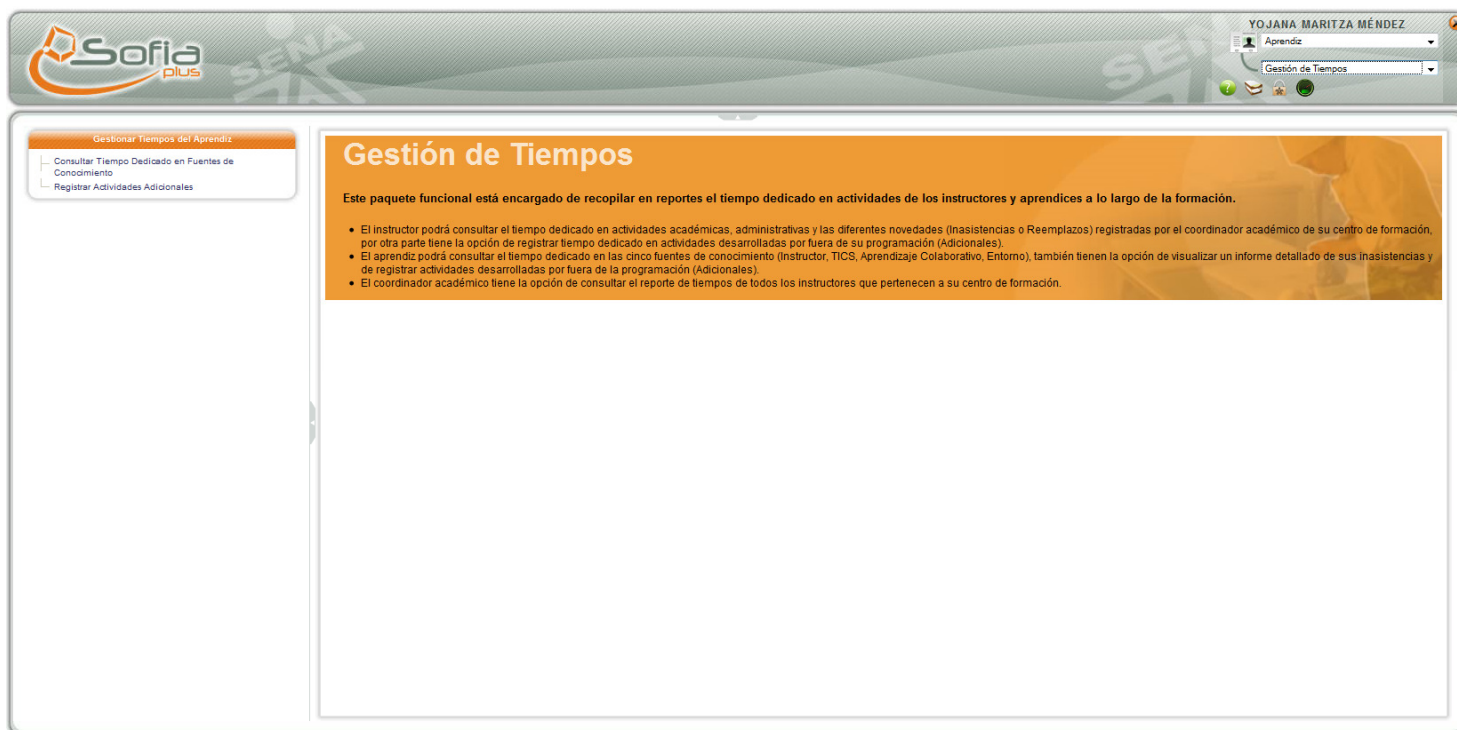 Sofia
plus
SENA
SENA
YOJANA MARITZA MÉNDEZ
Aprendiz
Gestión de Tiempos
Gestionar Tiempos del Aprendiz
Consultar Tiempo Dedicado en Fuentes de
Conocimiento
Registrar Actividades Adicionales
Gestión de Tiempos
Este paquete funcional está encargado de recopilar en reportes el tiempo dedicado en actividades de los instructores y aprendices a lo largo de la formación.
El instructor podrá consultar el tiempo dedicado en actividades académicas, administrativas y las diferentes novedades (Inasistencias o Reemplazos) registradas por el coordinador académico de su centro de formación,
por otra parte tiene la opción de registrar tiempo dedicado en actividades desarrolladas por fuera de su programación (Adicionales).
El aprendiz podrá consultar el tiempo dedicado en las cinco fuentes de conocimiento (Instructor, TICS, Aprendizaje Colaborativo, Entorno), también tienen la opción de visualizar un informe detallado de sus inasistencias y
de registrar actividades desarrolladas por fuera de la programación (Adicionales).
El coordinador académico tiene la opción de consultar el reporte de tiempos de todos los instructores que pertenecen a su centro de formación.